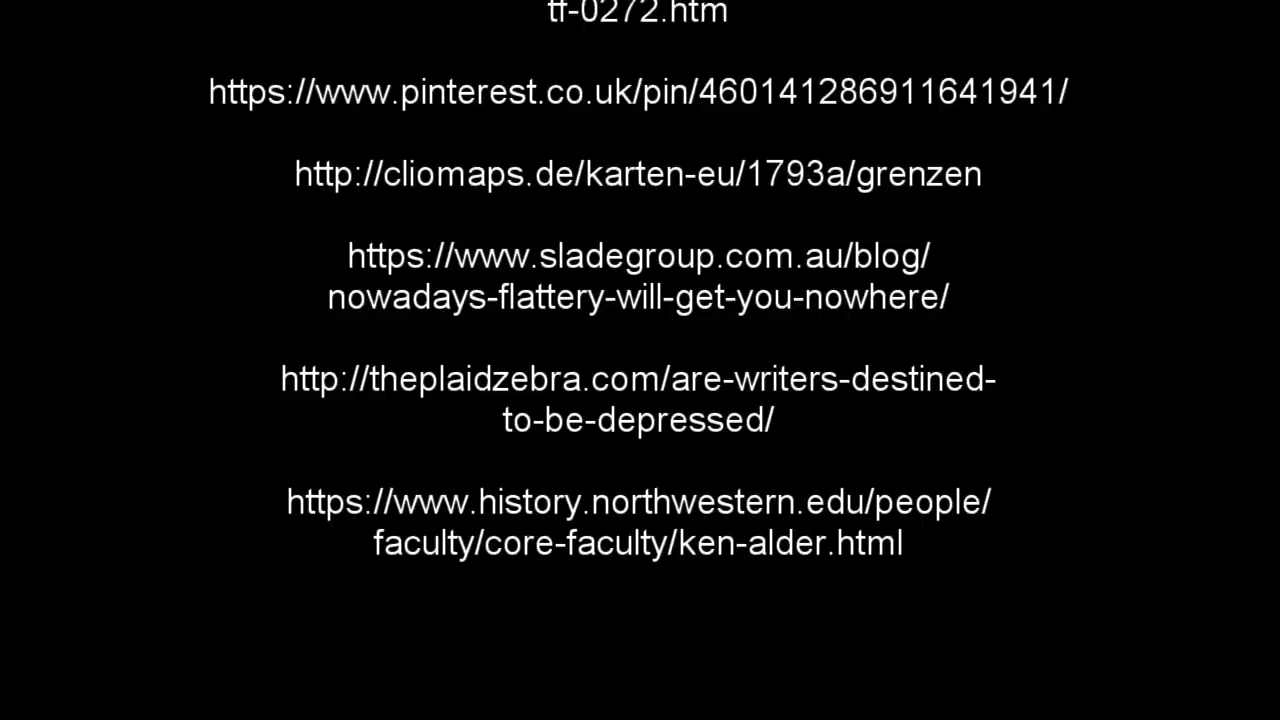 tf-0272.htm
https://www.pinterest.co.uk/pin/460141286911641941/
http://cliomaps.de/karten-eu/1793a/grenzen
https://www.sladegroup.com.au/blog/
nowadays-flattery-will-get-you-nowhere/
http://theplaidzebra.com/are-writers-destined-
to-be-depressed/
https://www.history.northwestern.edu/people/
faculty/core-faculty/ken-alder.html